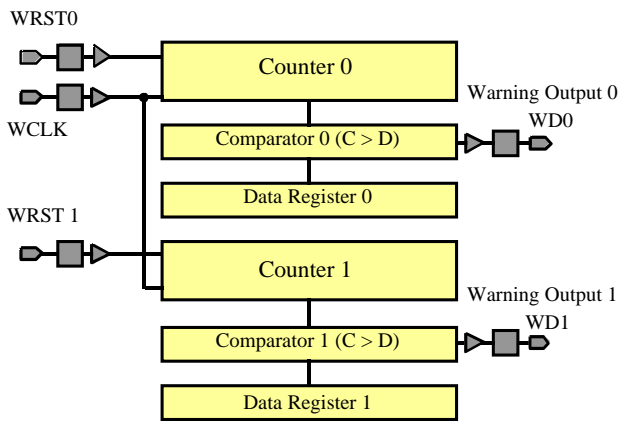 WRST0
Counter 0
WCLK
Warning Output 0
Comparator 0 (C > D)
WD0
Data Register 0
WRST 1
Counter 1
Warning Output 1
WD1
Comparator 1 (C > D)
Data Register 1